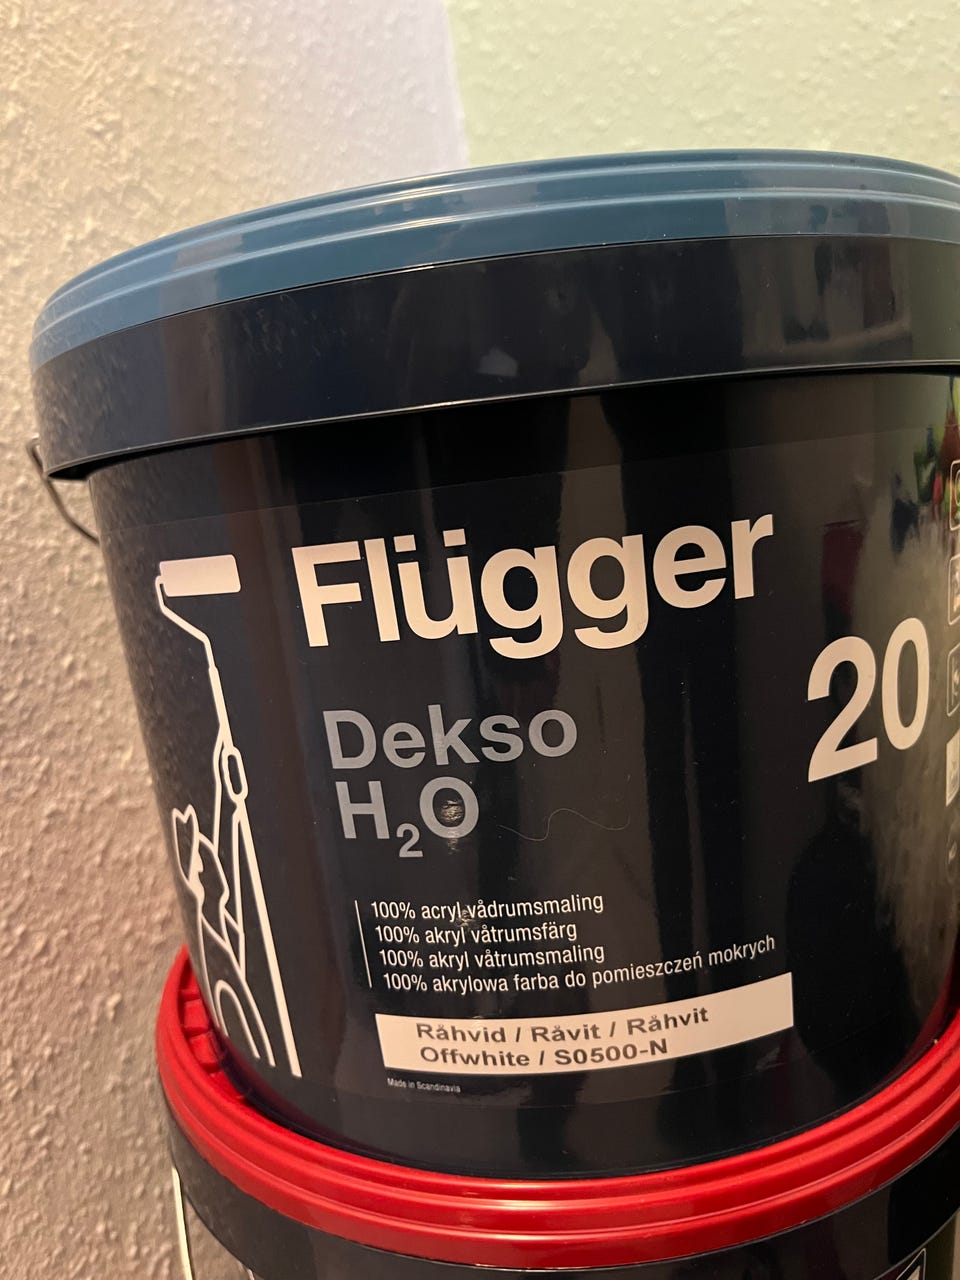 Flügger
20
Dekso
H₂O
100% acryl vådrumsmaling
100% akryl våtrumsfärg
100% akryl våtrumsmaling
100% akrylowa farba do pomieszczeń mokrych
Råhvid / Råvit / Råhvit
Offwhite / S0500-N
Made in Scandinavia